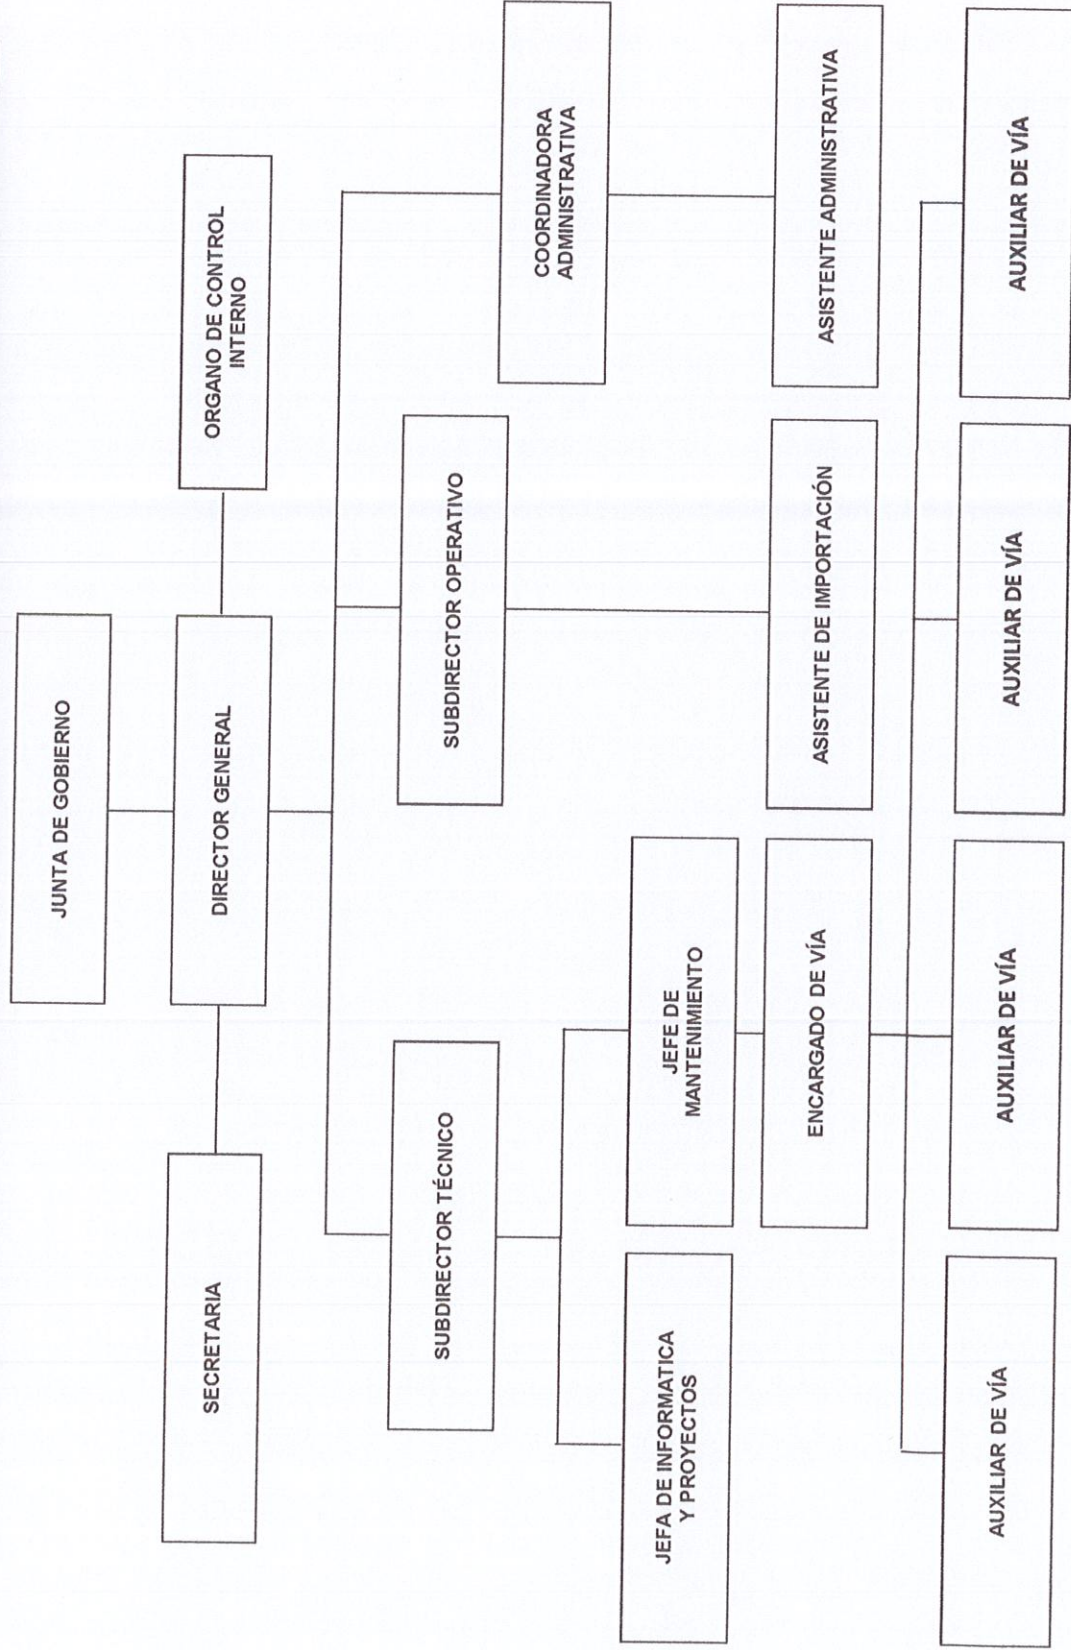 JUNTA DE GOBIERNO
SECRETARIA
DIRECTOR GENERAL
ORGANO DE CONTROL
INTERNO
SUBDIRECTOR TÉCNICO
SUBDIRECTOR OPERATIVO
COORDINADORA
ADMINISTRATIVA
JEFA DE INFORMATICA
Y PROYECTOS
JEFE DE
MANTENIMIENTO
ENCARGADO DE VÍA
ASISTENTE DE IMPORTACIÓN
ASISTENTE ADMINISTRATIVA
AUXILIAR DE VÍA
AUXILIAR DE VÍA
AUXILIAR DE VÍA
AUXILIAR DE VÍA